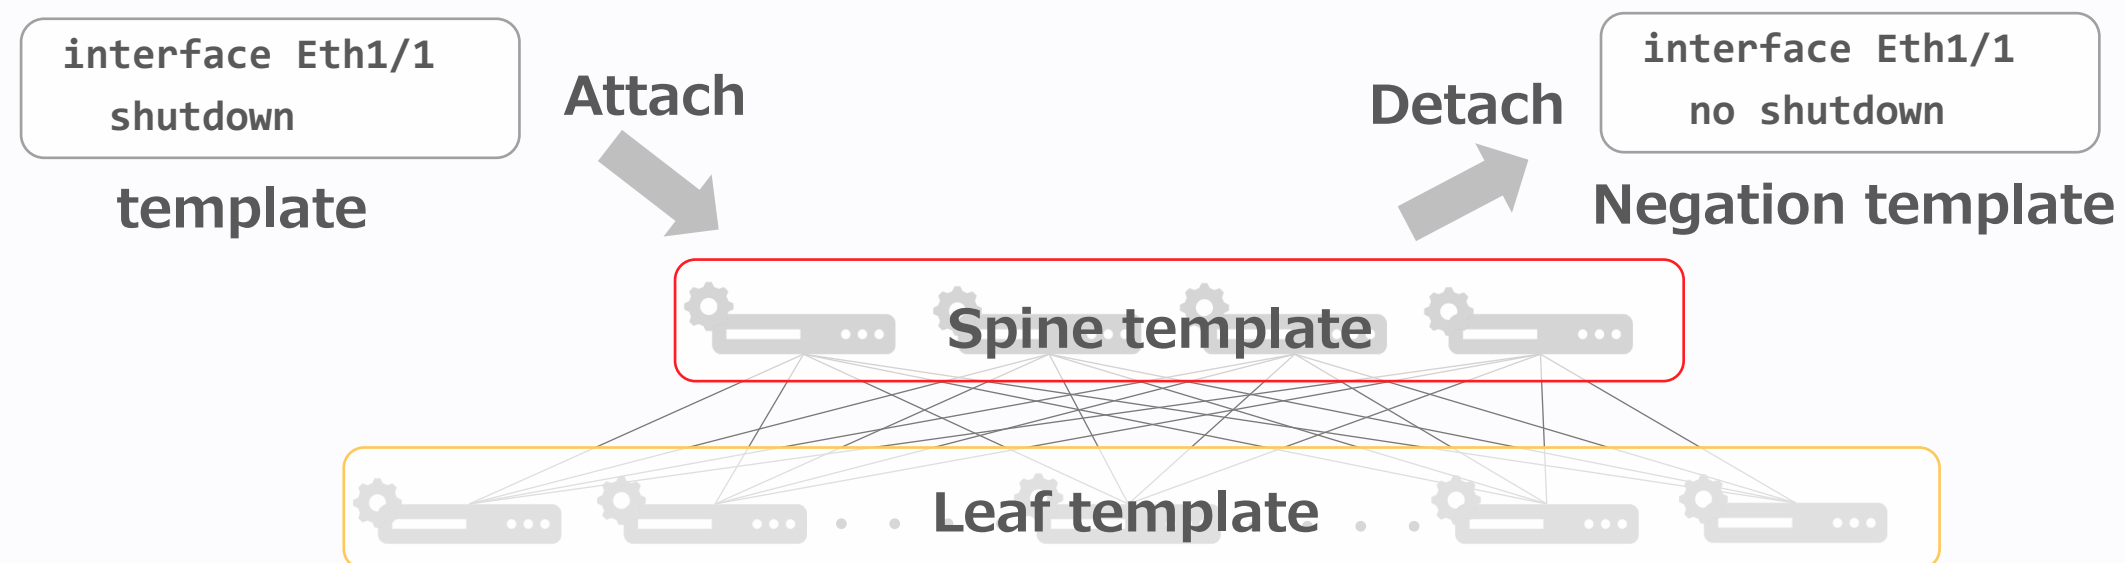 interface Eth1/1
shutdown
template
Attach
Detach
interface Eth1/1
no shutdown
Negation template
Spine template
Leaf template